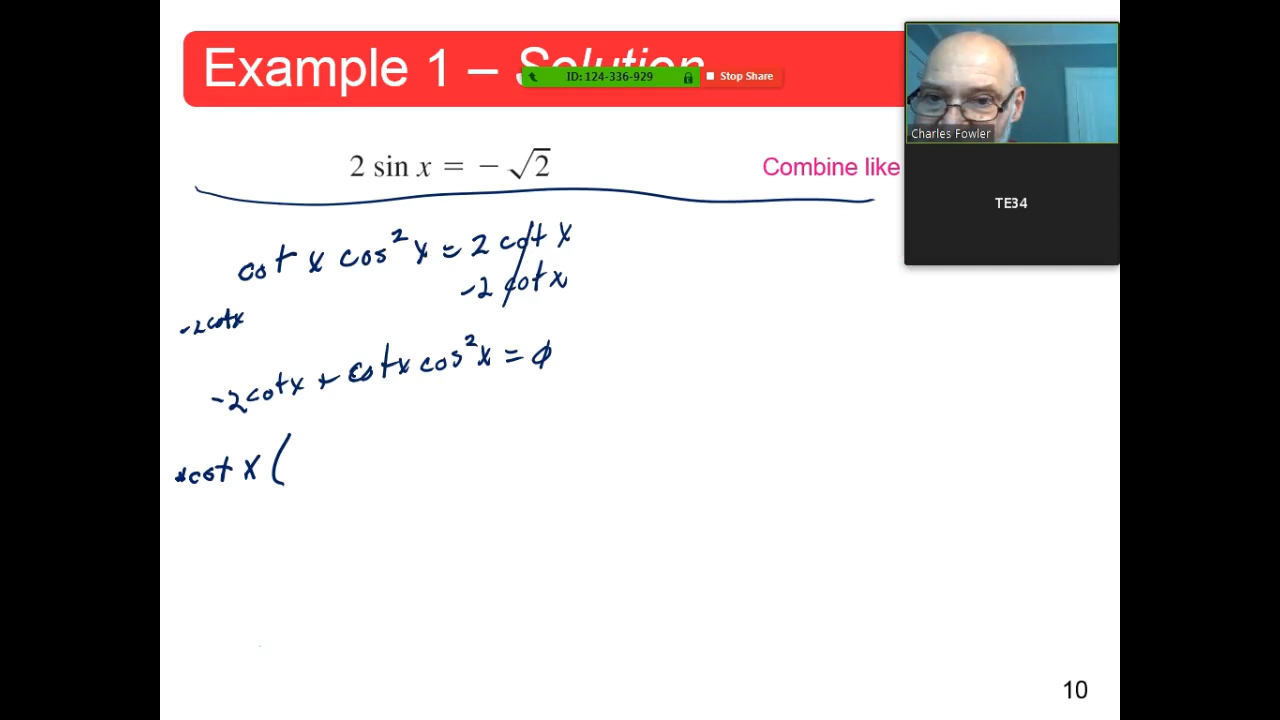 Example 1 – Solution
ID: 124-336-929 Stop Share
Charles Fowler
2 sin x = – √2
Combine like
TE34
cot x cos²x = 2 cot x
-2 cot x
-2cotx
-2cotx + cotx cos²x = 0
cot x (
10